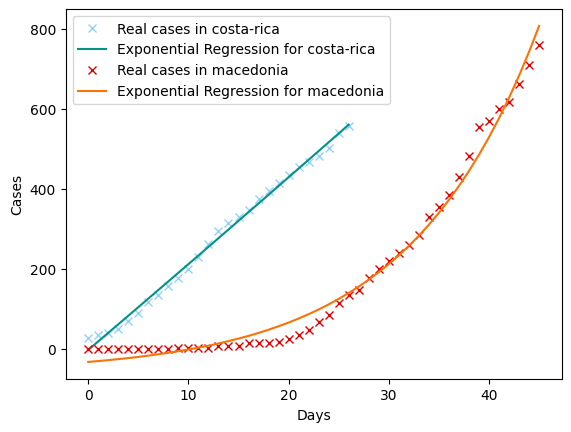 Real cases in costa-rica
Exponential Regression for costa-rica
Real cases in macedonia
Exponential Regression for macedonia
800
600
400
200
0
Cases
0 10 20 30 40
Days